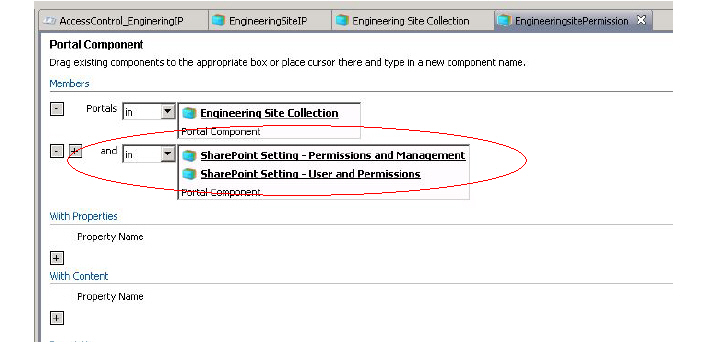 AccessControl_EngineringIP
EngineeringSiteIP
Engineering Site Collection
EngineeringsitePermission
Portal Component
Drag existing components to the appropriate box or place cursor there and type in a new component name.
Members
Portals
in
Engineering Site Collection
Portal Component
and
in
SharePoint Setting - Permissions and Management
SharePoint Setting - User and Permissions
Portal Component
With Properties
Property Name
With Content
Property Name